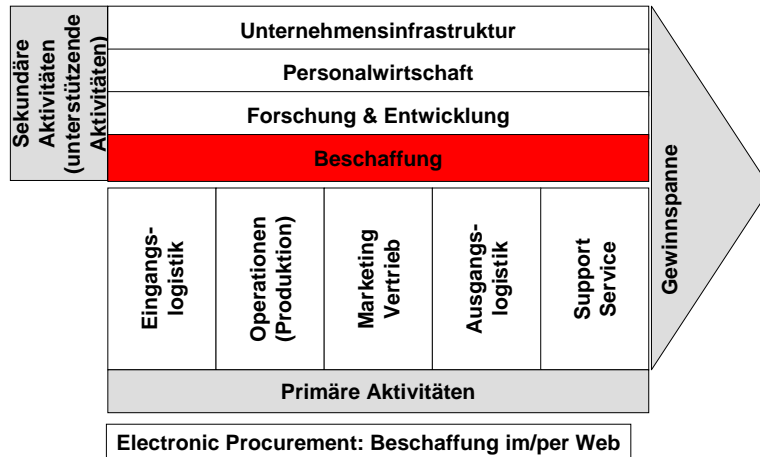 Sekundäre
Aktivitäten
(unterstützende
Aktivitäten)
Unternehmensinfrastruktur
Personalwirtschaft
Forschung & Entwicklung
Beschaffung
Eingangs-
logistik
Operationen
(Produktion)
Marketing
Vertrieb
Ausgangs-
logistik
Support
Service
Gewinnspanne
Primäre Aktivitäten
Electronic Procurement: Beschaffung im/per Web